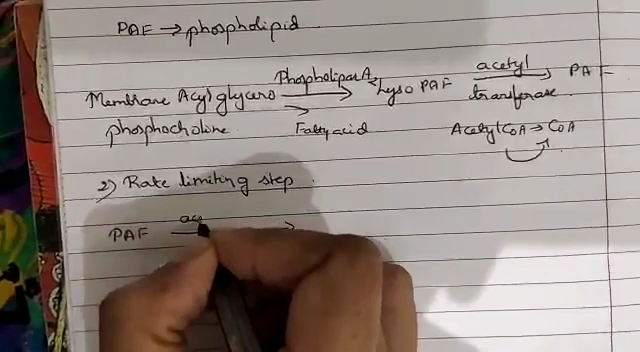 PAF → phospholipid
Membrane Acyl glycero Phospholipase A₂ → Lyso PAF acetyl transferase → PAF
phosphocholine. Fatty acid Acetyl CoA → CoA
2) Rate limiting step.
PAF